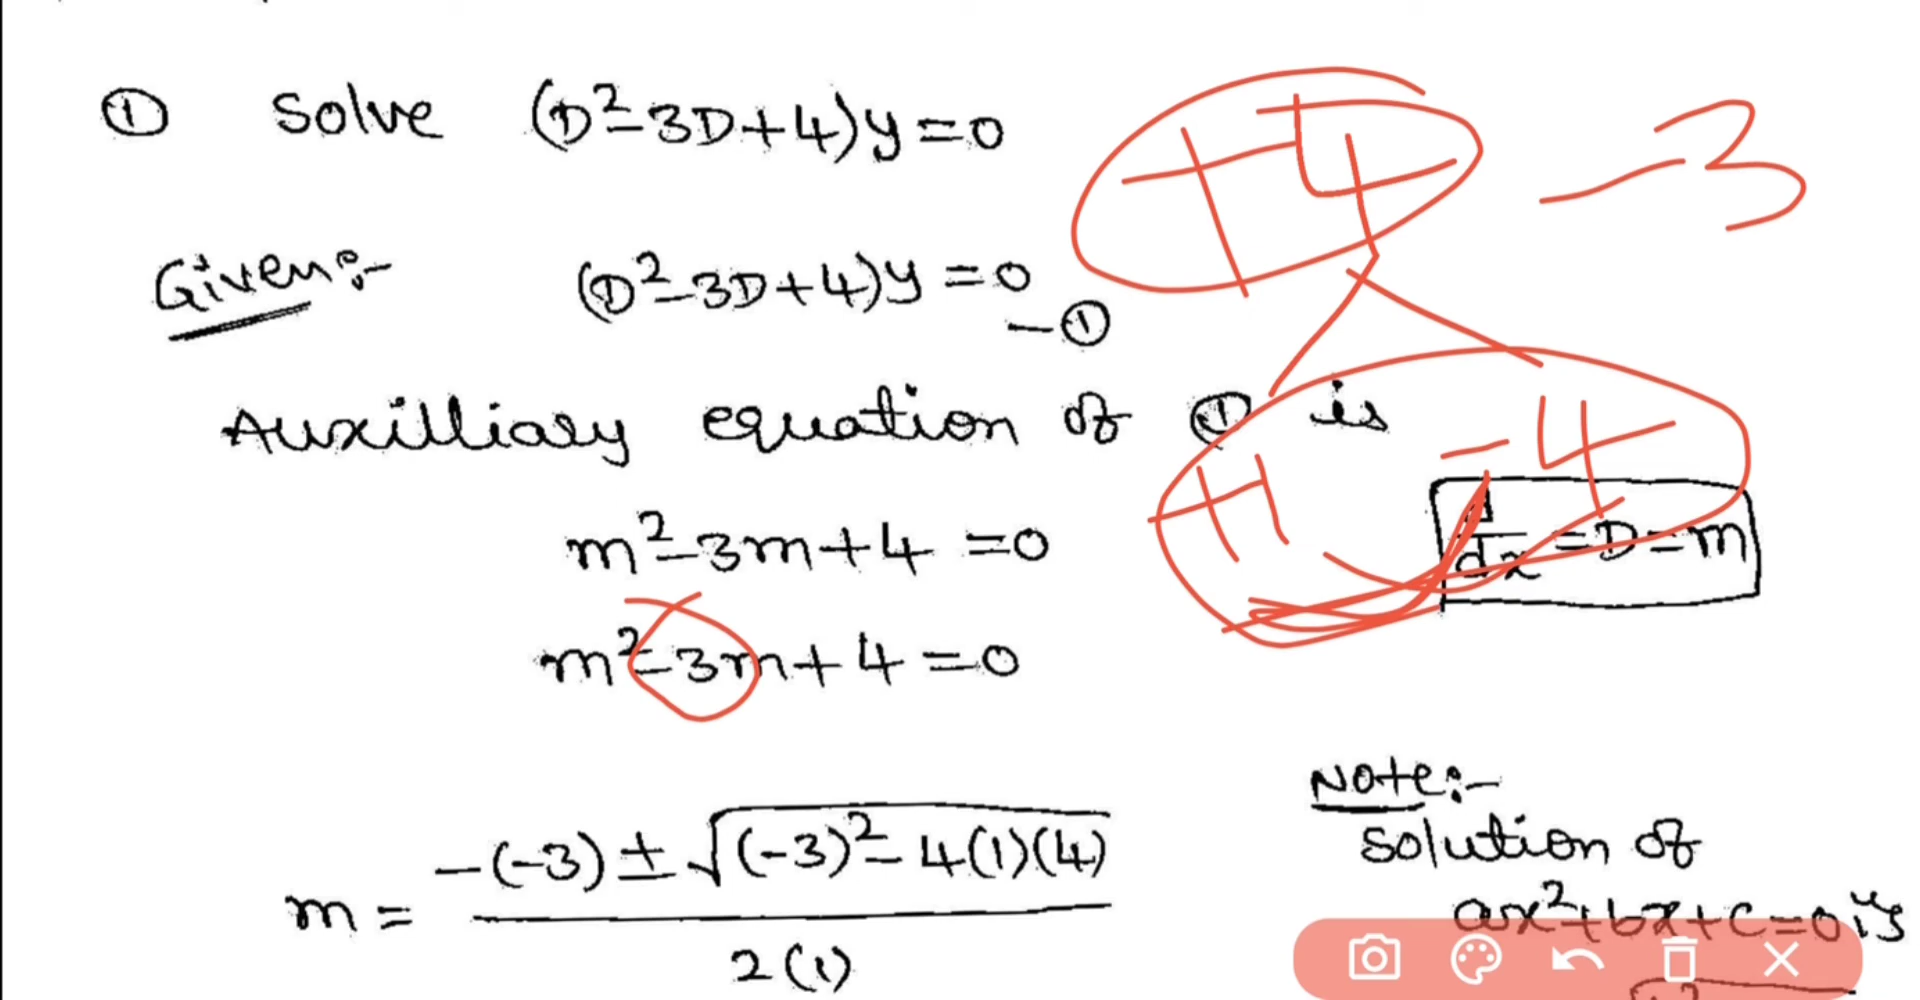 ① Solve (D²-3D+4)y=0
+4 -3
Given:- (D²-3D+4)y=0 -①
Auxilliary equation of ① is
+1 -4
m²-3m+4=0
d/dx = D = m
m²-3m+4=0
m = (-(-3) ± √((-3)²-4(1)(4))) / 2(1)
Note:-
Solution of
ax²+bx+c=0 is